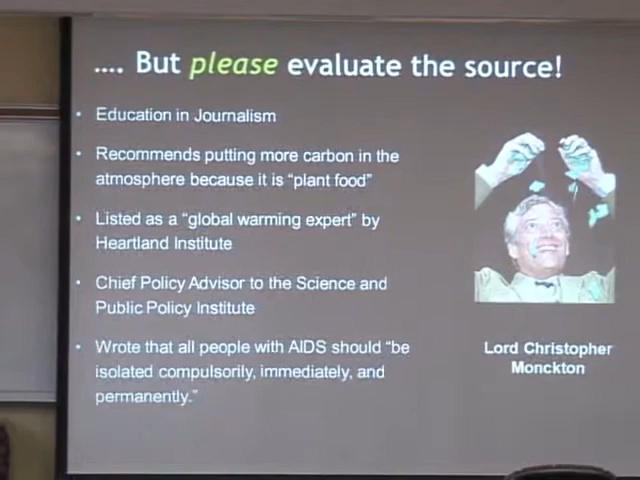 .... But please evaluate the source!
• Education in Journalism
• Recommends putting more carbon in the
atmosphere because it is "plant food"
• Listed as a "global warming expert" by
Heartland Institute
• Chief Policy Advisor to the Science and
Public Policy Institute
• Wrote that all people with AIDS should "be
isolated compulsorily, immediately, and
permanently."
Lord Christopher
Monckton